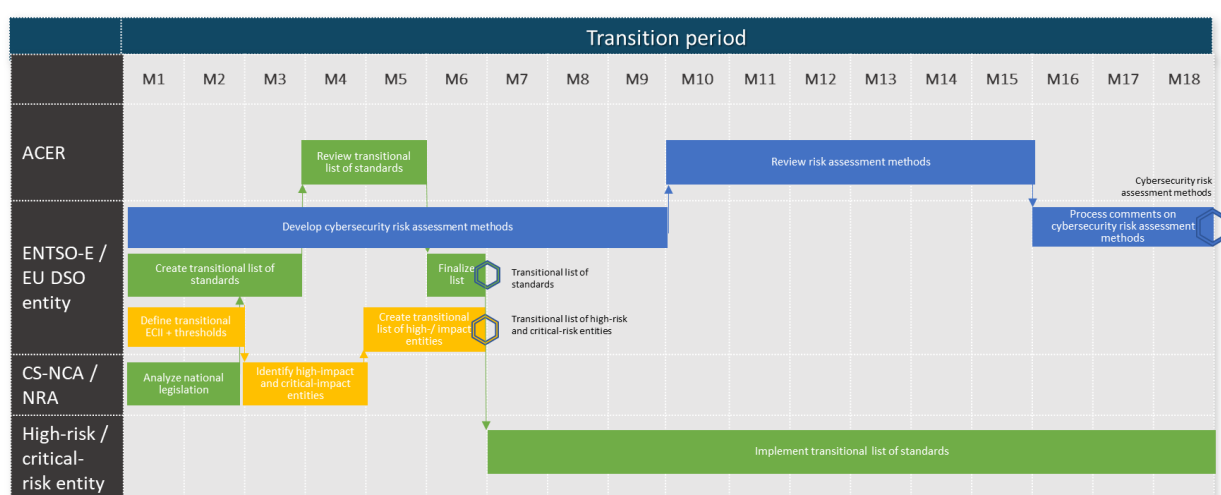 Transition period
M1 M2 M3 M4 M5 M6 M7 M8 M9 M10 M11 M12 M13 M14 M15 M16 M17 M18
ACER
Review transitional
list of standards
Review risk assessment methods
Cybersecurity risk
assessment methods
ENTSO-E /
EU DSO
entity
Develop cybersecurity risk assessment methods
Process comments on
cybersecurity risk assessment
methods
Create transitional list of
standards
Finalize
list
Transitional list of
standards
Define transitional
ECII + thresholds
Create transitional
list of high-/ impact
entities
Transitional list of high-risk
and critical-risk entities
CS-NCA /
NRA
Analyze national
legislation
Identify high-impact
and critical-impact
entities
High-risk /
critical-
risk entity
Implement transitional list of standards